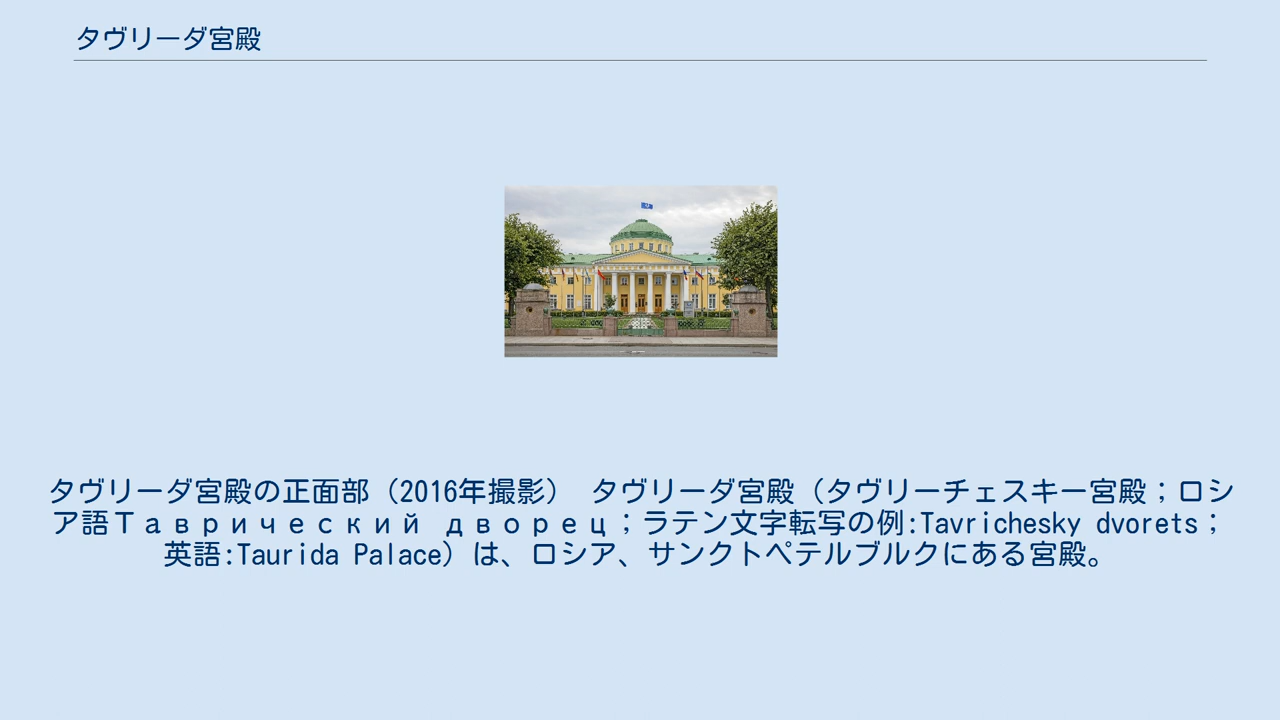 タヴリーダ宮殿
タヴリーダ宮殿の正面部（2016年撮影）　タヴリーダ宮殿（タヴリーチェスキー宮殿；ロシ
ア語Таврический дворец；ラテン文字転写の例:Tavrichesky dvorets；
英語:Taurida Palace）は、ロシア、サンクトペテルブルクにある宮殿。